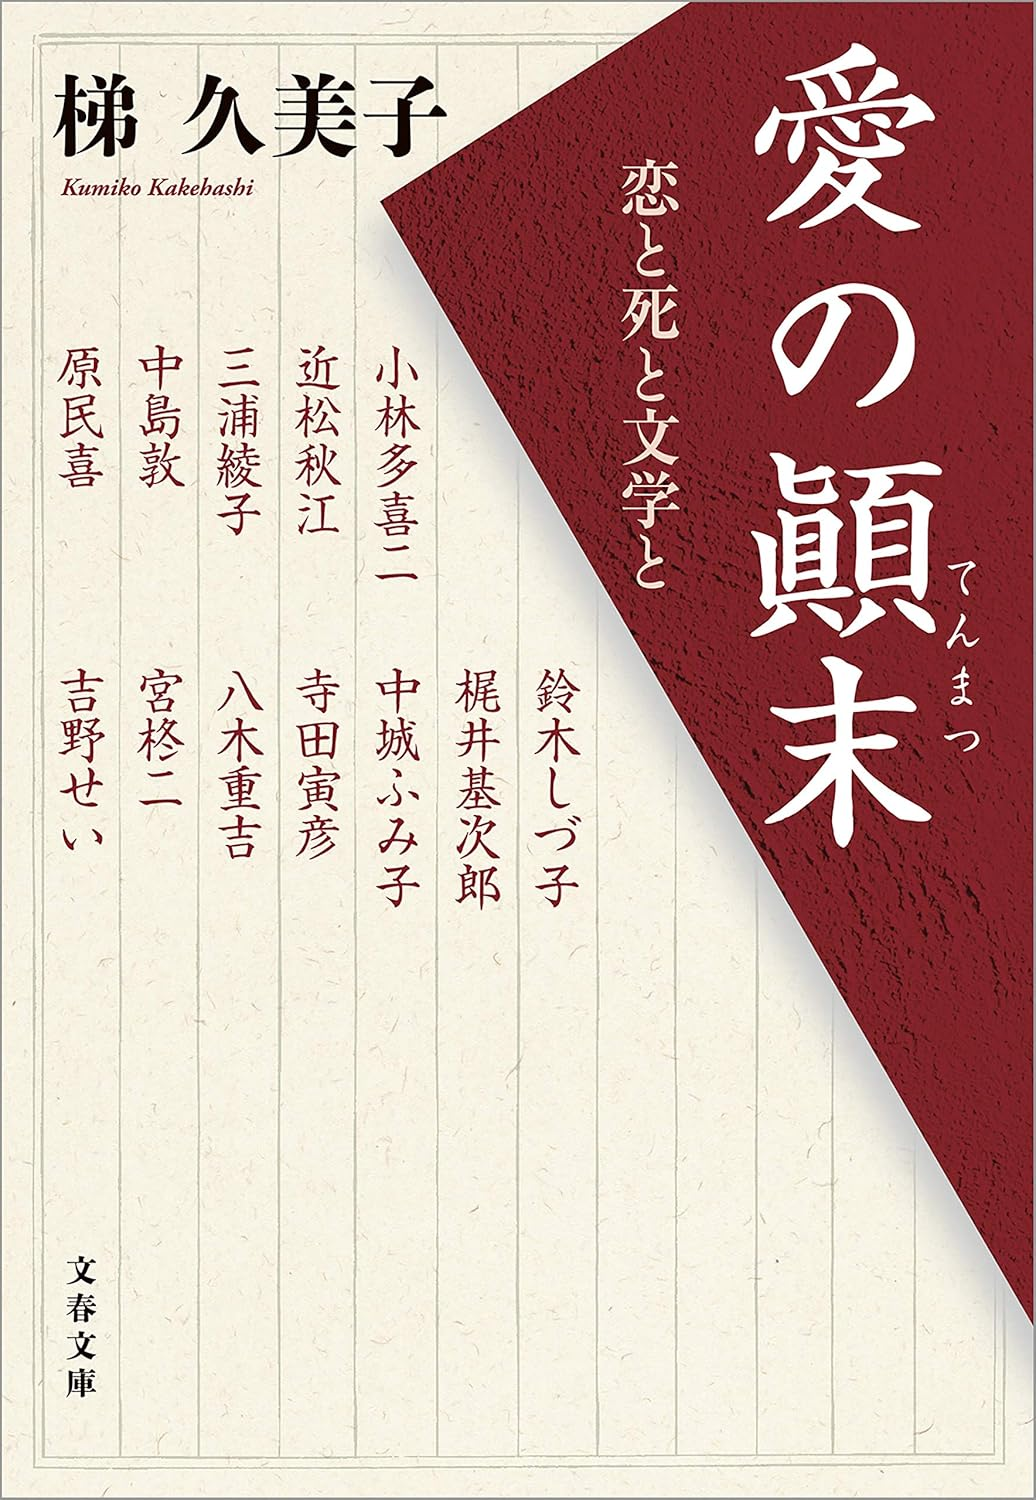 愛の顚末
てんまつ
恋と死と文学と
梯 久美子
Kumiko Kakehashi
小林多喜二
近松秋江
三浦綾子
中島敦
原民喜
鈴木しづ子
梶井基次郎
中城ふみ子
寺田寅彦
八木重吉
宮柊二
吉野せい
文春文庫